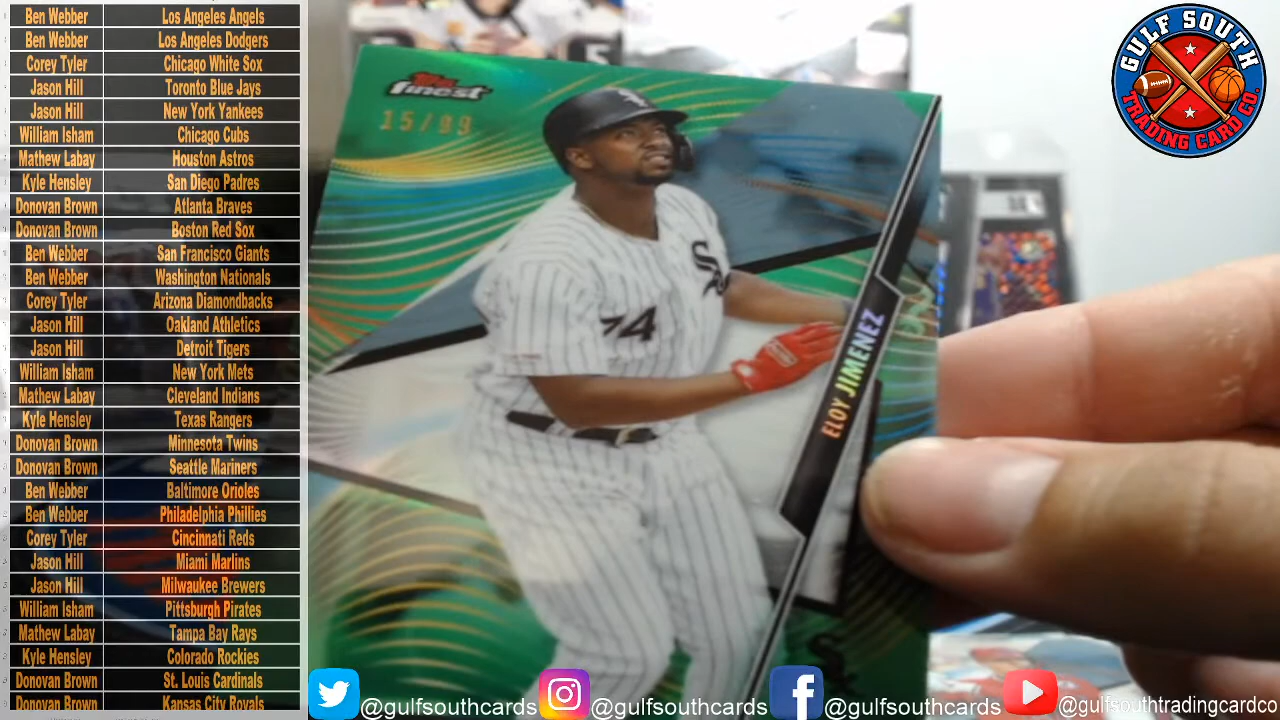 Ben Webber Los Angeles Angels
Ben Webber Los Angeles Dodgers
Corey Tyler Chicago White Sox
Jason Hill Toronto Blue Jays
Jason Hill New York Yankees
William Isham Chicago Cubs
Mathew Labay Houston Astros
Kyle Hensley San Diego Padres
Donovan Brown Atlanta Braves
Donovan Brown Boston Red Sox
Ben Webber San Francisco Giants
Ben Webber Washington Nationals
Corey Tyler Arizona Diamondbacks
Jason Hill Oakland Athletics
Jason Hill Detroit Tigers
William Isham New York Mets
Mathew Labay Cleveland Indians
Kyle Hensley Texas Rangers
Donovan Brown Minnesota Twins
Donovan Brown Seattle Mariners
Ben Webber Baltimore Orioles
Ben Webber Philadelphia Phillies
Corey Tyler Cincinnati Reds
Jason Hill Miami Marlins
Jason Hill Milwaukee Brewers
William Isham Pittsburgh Pirates
Mathew Labay Tampa Bay Rays
Kyle Hensley Colorado Rockies
Donovan Brown St. Louis Cardinals
Donovan Brown Kansas City Royals
Topps
finest
15/99
Sox
74
ELOY JIMENEZ
GULF SOUTH
TRADING CARD CO.
@gulfsouthcards @gulfsouthcards @gulfsouthcards @gulfsouthtradingcardco